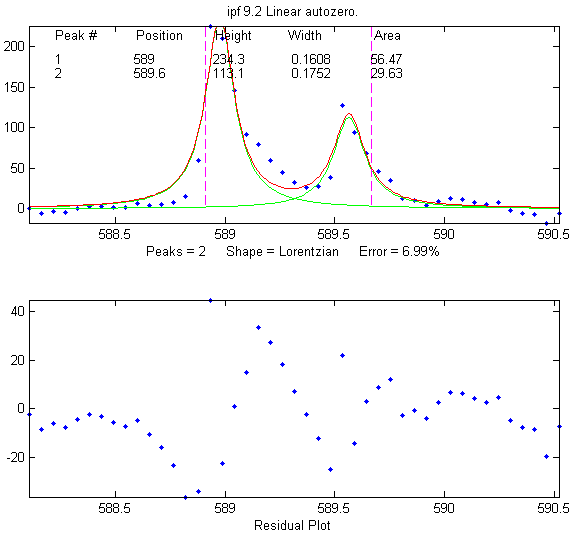 ipf 9.2 Linear autozero.
Peak # Position Height Width Area
1 589 234.3 0.1608 56.47
2 589.6 113.1 0.1752 29.63
200
150
100
50
0
588.5 589 589.5 590 590.5
Peaks = 2 Shape = Lorentzian Error = 6.99%
40
20
0
-20
588.5 589 589.5 590 590.5
Residual Plot